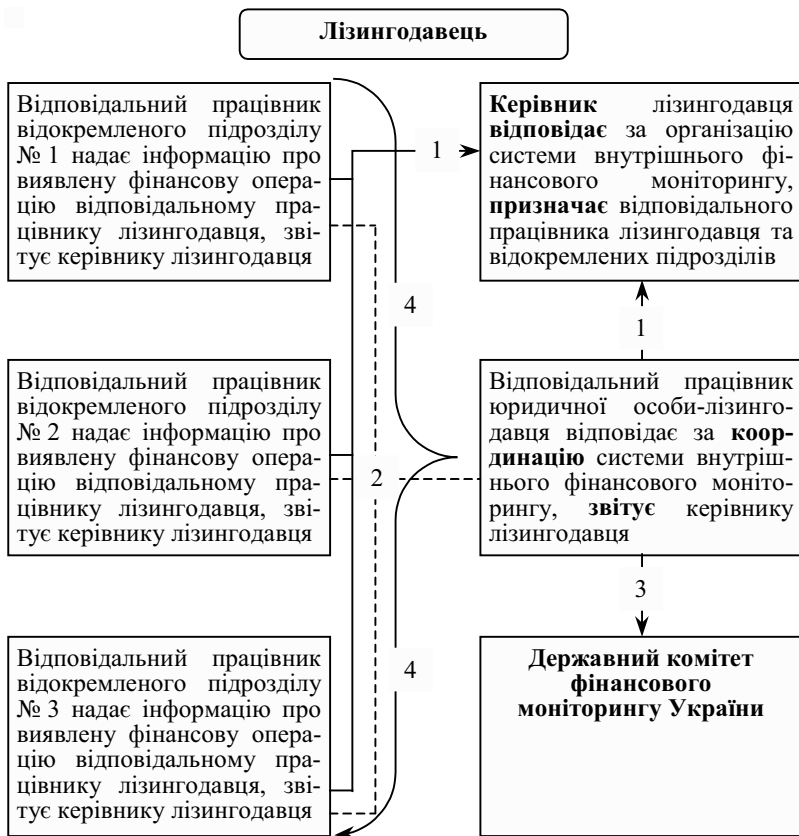 Лізингодавець
Відповідальний працівник
відокремленого підрозділу
№ 1 надає інформацію про
виявлену фінансову опера-
цію відповідальному пра-
цівнику лізингодавця, зві-
тує керівнику лізингодавця
1
Керівник лізингодавця
відповідає за організацію
системи внутрішнього фі-
нансового моніторингу,
призначає відповідального
працівника лізингодавця та
відокремлених підрозділів
4
1
Відповідальний працівник
відокремленого підрозділу
№ 2 надає інформацію про
виявлену фінансову опера-
цію відповідальному пра-
цівнику лізингодавця, зві-
тує керівнику лізингодавця
2
Відповідальний працівник
юридичної особи-лізинго-
давця відповідає за коор-
динацію системи внутріш-
нього фінансового моніто-
рингу, звітує керівнику
лізингодавця
3
Відповідальний працівник
відокремленого підрозділу
№ 3 надає інформацію про
виявлену фінансову опера-
цію відповідальному пра-
цівнику лізингодавця, зві-
тує керівнику лізингодавця
4
Державний комітет
фінансового
моніторингу України